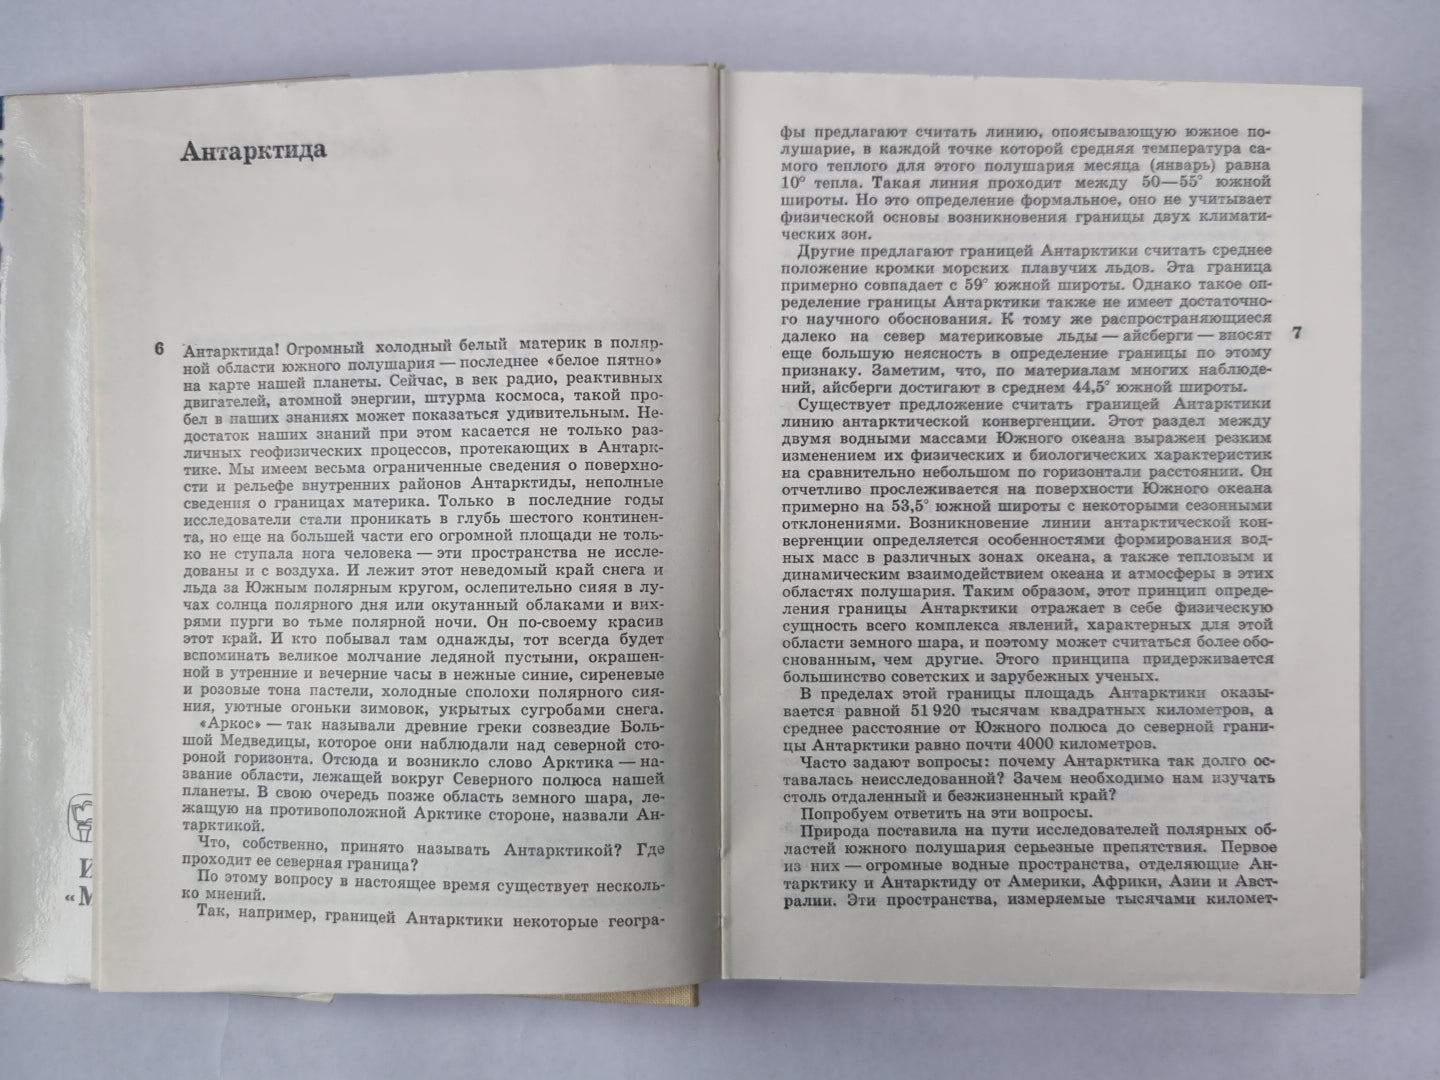 Антарктида
6
Антарктида! Огромный холодный белый материк в поляр-
ной области южного полушария — последнее «белое пятно»
на карте нашей планеты. Сейчас, в век радио, реактивных
двигателей, атомной энергии, штурма космоса, такой про-
бел в наших знаниях может показаться удивительным. Не-
достаток наших знаний при этом касается не только раз-
личных геофизических процессов, протекающих в Антарк-
тике. Мы имеем весьма ограниченные сведения о поверхно-
сти и рельефе внутренних районов Антарктиды, неполные
сведения о границах материка. Только в последние годы
исследователи стали проникать в глубь шестого континен-
та, но еще на большей части его огромной площади не толь-
ко не ступала нога человека — эти пространства не иссле-
дованы и с воздуха. И лежит этот неведомый край снега и
льда за Южным полярным кругом, ослепительно сияя в лу-
чах солнца полярного дня или окутанный облаками и вих-
рями пурги во тьме полярной ночи. Он по-своему красив
этот край. И кто побывал там однажды, тот всегда будет
вспоминать великое молчание ледяной пустыни, окрашен-
ной в утренние и вечерние часы в нежные синие, сиреневые
и розовые тона пастели, холодные сполохи полярного сия-
ния, уютные огоньки зимовок, укрытых сугробами снега.
«Аркос» — так называли древние греки созвездие Боль-
шой Медведицы, которое они наблюдали над северной сто-
роной горизонта. Отсюда и возникло слово Арктика — на-
звание области, лежащей вокруг Северного полюса нашей
планеты. В свою очередь позже область земного шара, ле-
жащую на противоположной Арктике стороне, назвали Ан-
тарктикой.
Что, собственно, принято называть Антарктикой? Где
проходит ее северная граница?
По этому вопросу в настоящее время существует несколь-
ко мнений.
Так, например, границей Антарктики некоторые геогра-
И
«М
фы предлагают считать линию, опоясывающую южное по-
лушарие, в каждой точке которой средняя температура са-
мого теплого для этого полушария месяца (январь) равна
10° тепла. Такая линия проходит между 50—55° южной
широты. Но это определение формальное, оно не учитывает
физической основы возникновения границы двух климати-
ческих зон.
Другие предлагают границей Антарктики считать среднее
положение кромки морских плавучих льдов. Эта граница
примерно совпадает с 59° южной широты. Однако такое оп-
ределение границы Антарктики также не имеет достаточно-
го научного обоснования. К тому же распространяющиеся
далеко на север материковые льды — айсберги — вносят
еще большую неясность в определение границы по этому
признаку. Заметим, что, по материалам многих наблюде-
ний, айсберги достигают в среднем 44,5° южной широты.
Существует предложение считать границей Антарктики
линию антарктической конвергенции. Этот раздел между
двумя водными массами Южного океана выражен резким
изменением их физических и биологических характеристик
на сравнительно небольшом по горизонтали расстоянии. Он
отчетливо прослеживается на поверхности Южного океана
примерно на 53,5° южной широты с некоторыми сезонными
отклонениями. Возникновение линии антарктической кон-
вергенции определяется особенностями формирования вод-
ных масс в различных зонах океана, а также тепловым и
динамическим взаимодействием океана и атмосферы в этих
областях полушария. Таким образом, этот принцип опреде-
ления границы Антарктики отражает в себе физическую
сущность всего комплекса явлений, характерных для этой
области земного шара, и поэтому может считаться более обо-
снованным, чем другие. Этого принципа придерживается
большинство советских и зарубежных ученых.
В пределах этой границы площадь Антарктики оказы-
вается равной 51 920 тысячам квадратных километров, а
среднее расстояние от Южного полюса до северной грани-
цы Антарктики равно почти 4000 километров.
Часто задают вопросы: почему Антарктика так долго ос-
тавалась неисследованной? Зачем необходимо нам изучать
столь отдаленный и безжизненный край?
Попробуем ответить на эти вопросы.
Природа поставила на пути исследователей полярных об-
ластей южного полушария серьезные препятствия. Первое
из них — огромные водные пространства, отделяющие Ан-
тарктику и Антарктиду от Америки, Африки, Азии и Авст-
ралии. Эти пространства, измеряемые тысячами километ-
7